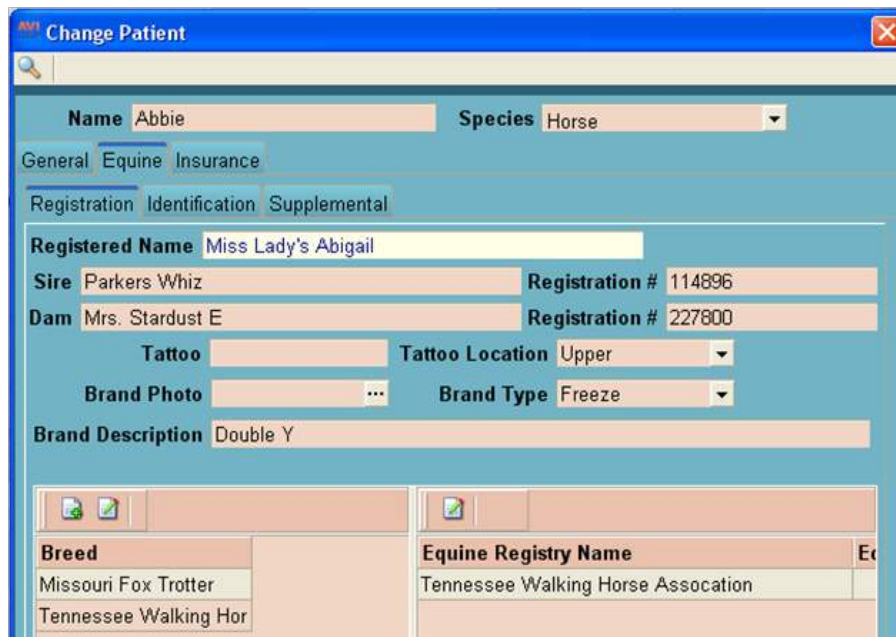 AVI Change Patient
Name Abbie Species Horse
General Equine Insurance
Registration Identification Supplemental
Registered Name Miss Lady's Abigail
Sire Parkers Whiz Registration # 114896
Dam Mrs. Stardust E Registration # 227800
Tattoo Tattoo Location Upper
Brand Photo ... Brand Type Freeze
Brand Description Double Y
Breed Equine Registry Name
Missouri Fox Trotter Tennessee Walking Horse Assocation
Tennessee Walking Hor